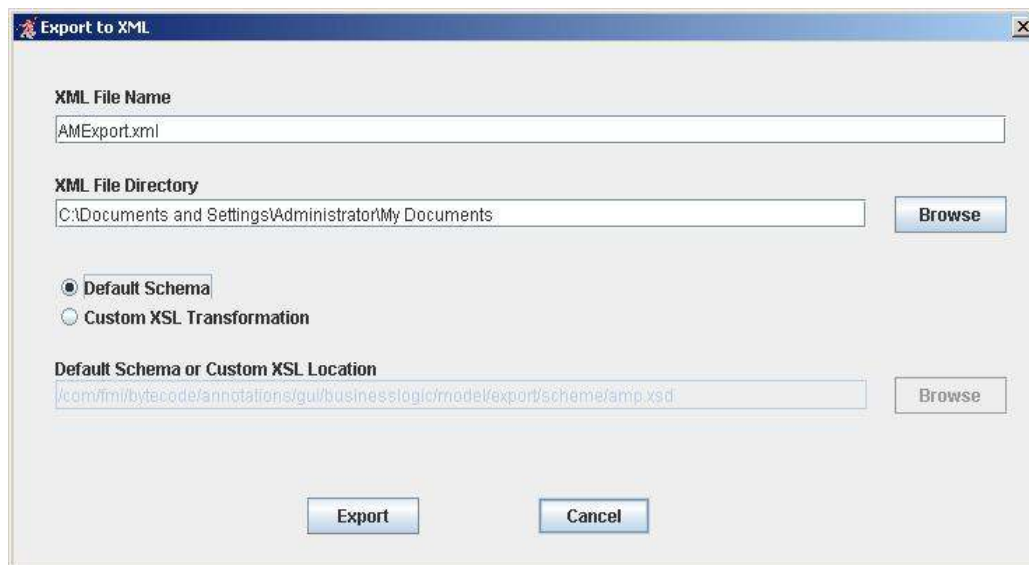 Export to XML
XML File Name
AMExport.xml
XML File Directory
C:\Documents and Settings\Administrator\My Documents
Browse
Default Schema
Custom XSL Transformation
Default Schema or Custom XSL Location
/com/fmi/bytecode/annotations/gui/businesslogic/model/export/scheme/amp.xsd
Browse
Export
Cancel